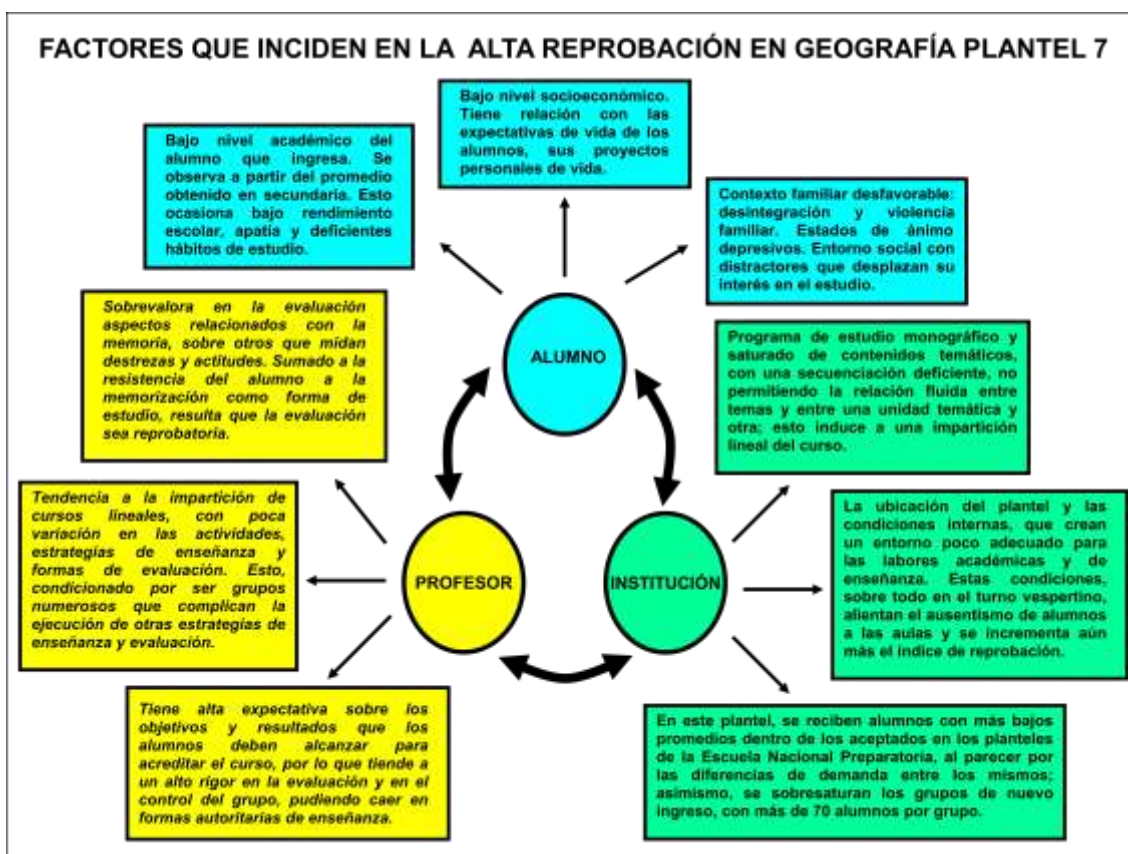 FACTORES QUE INCIDEN EN LA ALTA REPROBACIÓN EN GEOGRAFÍA PLANTEL 7
Bajo nivel socioeconómico.
Tiene relación con las
expectativas de vida de los
alumnos, sus proyectos
personales de vida.
Bajo nivel académico del
alumno que ingresa. Se
observa a partir del promedio
obtenido en secundaria. Esto
ocasiona bajo rendimiento
escolar, apatía y deficientes
hábitos de estudio.
Contexto familiar desfavorable:
desintegración y violencia
familiar. Estados de ánimo
depresivos. Entorno social con
distractores que desplazan su
interés en el estudio.
Sobrevalora en la evaluación
aspectos relacionados con la
memoria, sobre otros que midan
destrezas y actitudes. Sumado a la
resistencia del alumno a la
memorización como forma de
estudio, resulta que la evaluación
sea reprobatoria.
ALUMNO
Programa de estudio monográfico y
saturado de contenidos temáticos,
con una secuenciación deficiente, no
permitiendo la relación fluida entre
temas y entre una unidad temática y
otra; esto induce a una impartición
lineal del curso.
Tendencia a la impartición de
cursos lineales, con poca
variación en las actividades,
estrategias de enseñanza y
formas de evaluación. Esto,
condicionado por ser grupos
numerosos que complican la
ejecución de otras estrategias de
enseñanza y evaluación.
PROFESOR
INSTITUCIÓN
La ubicación del plantel y las
condiciones internas, que crean
un entorno poco adecuado para
las labores académicas y de
enseñanza. Estas condiciones,
sobre todo en el turno vespertino,
alientan el ausentismo de alumnos
a las aulas y se incrementa aún
más el índice de reprobación.
Tiene alta expectativa sobre los
objetivos y resultados que los
alumnos deben alcanzar para
acreditar el curso, por lo que tiende a
un alto rigor en la evaluación y en el
control del grupo, pudiendo caer en
formas autoritarias de enseñanza.
En este plantel, se reciben alumnos con más bajos
promedios dentro de los aceptados en los planteles
de la Escuela Nacional Preparatoria, al parecer por
las diferencias de demanda entre los mismos;
asimismo, se sobresaturan los grupos de nuevo
ingreso, con más de 70 alumnos por grupo.